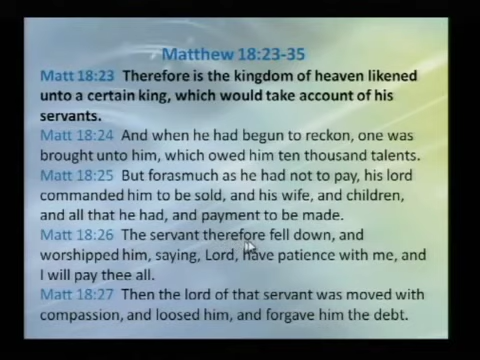 Matthew 18:23-35
Matt 18:23 Therefore is the kingdom of heaven likened
unto a certain king, which would take account of his
servants.
Matt 18:24 And when he had begun to reckon, one was
brought unto him, which owed him ten thousand talents.
Matt 18:25 But forasmuch as he had not to pay, his lord
commanded him to be sold, and his wife, and children,
and all that he had, and payment to be made.
Matt 18:26 The servant therefore fell down, and
worshipped him, saying, Lord, have patience with me, and
I will pay thee all.
Matt 18:27 Then the lord of that servant was moved with
compassion, and loosed him, and forgave him the debt.